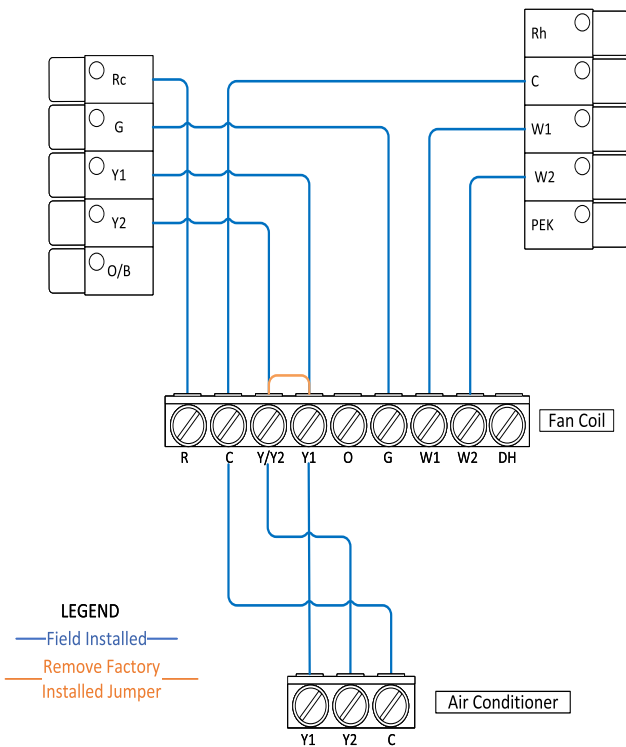 Rc
G
Y1
Y2
O/B
Rh
C
W1
W2
PEK
Fan Coil
R C Y/Y2 Y1 O G W1 W2 DH
LEGEND
Field Installed
Remove Factory
Installed Jumper
Air Conditioner
Y1 Y2 C